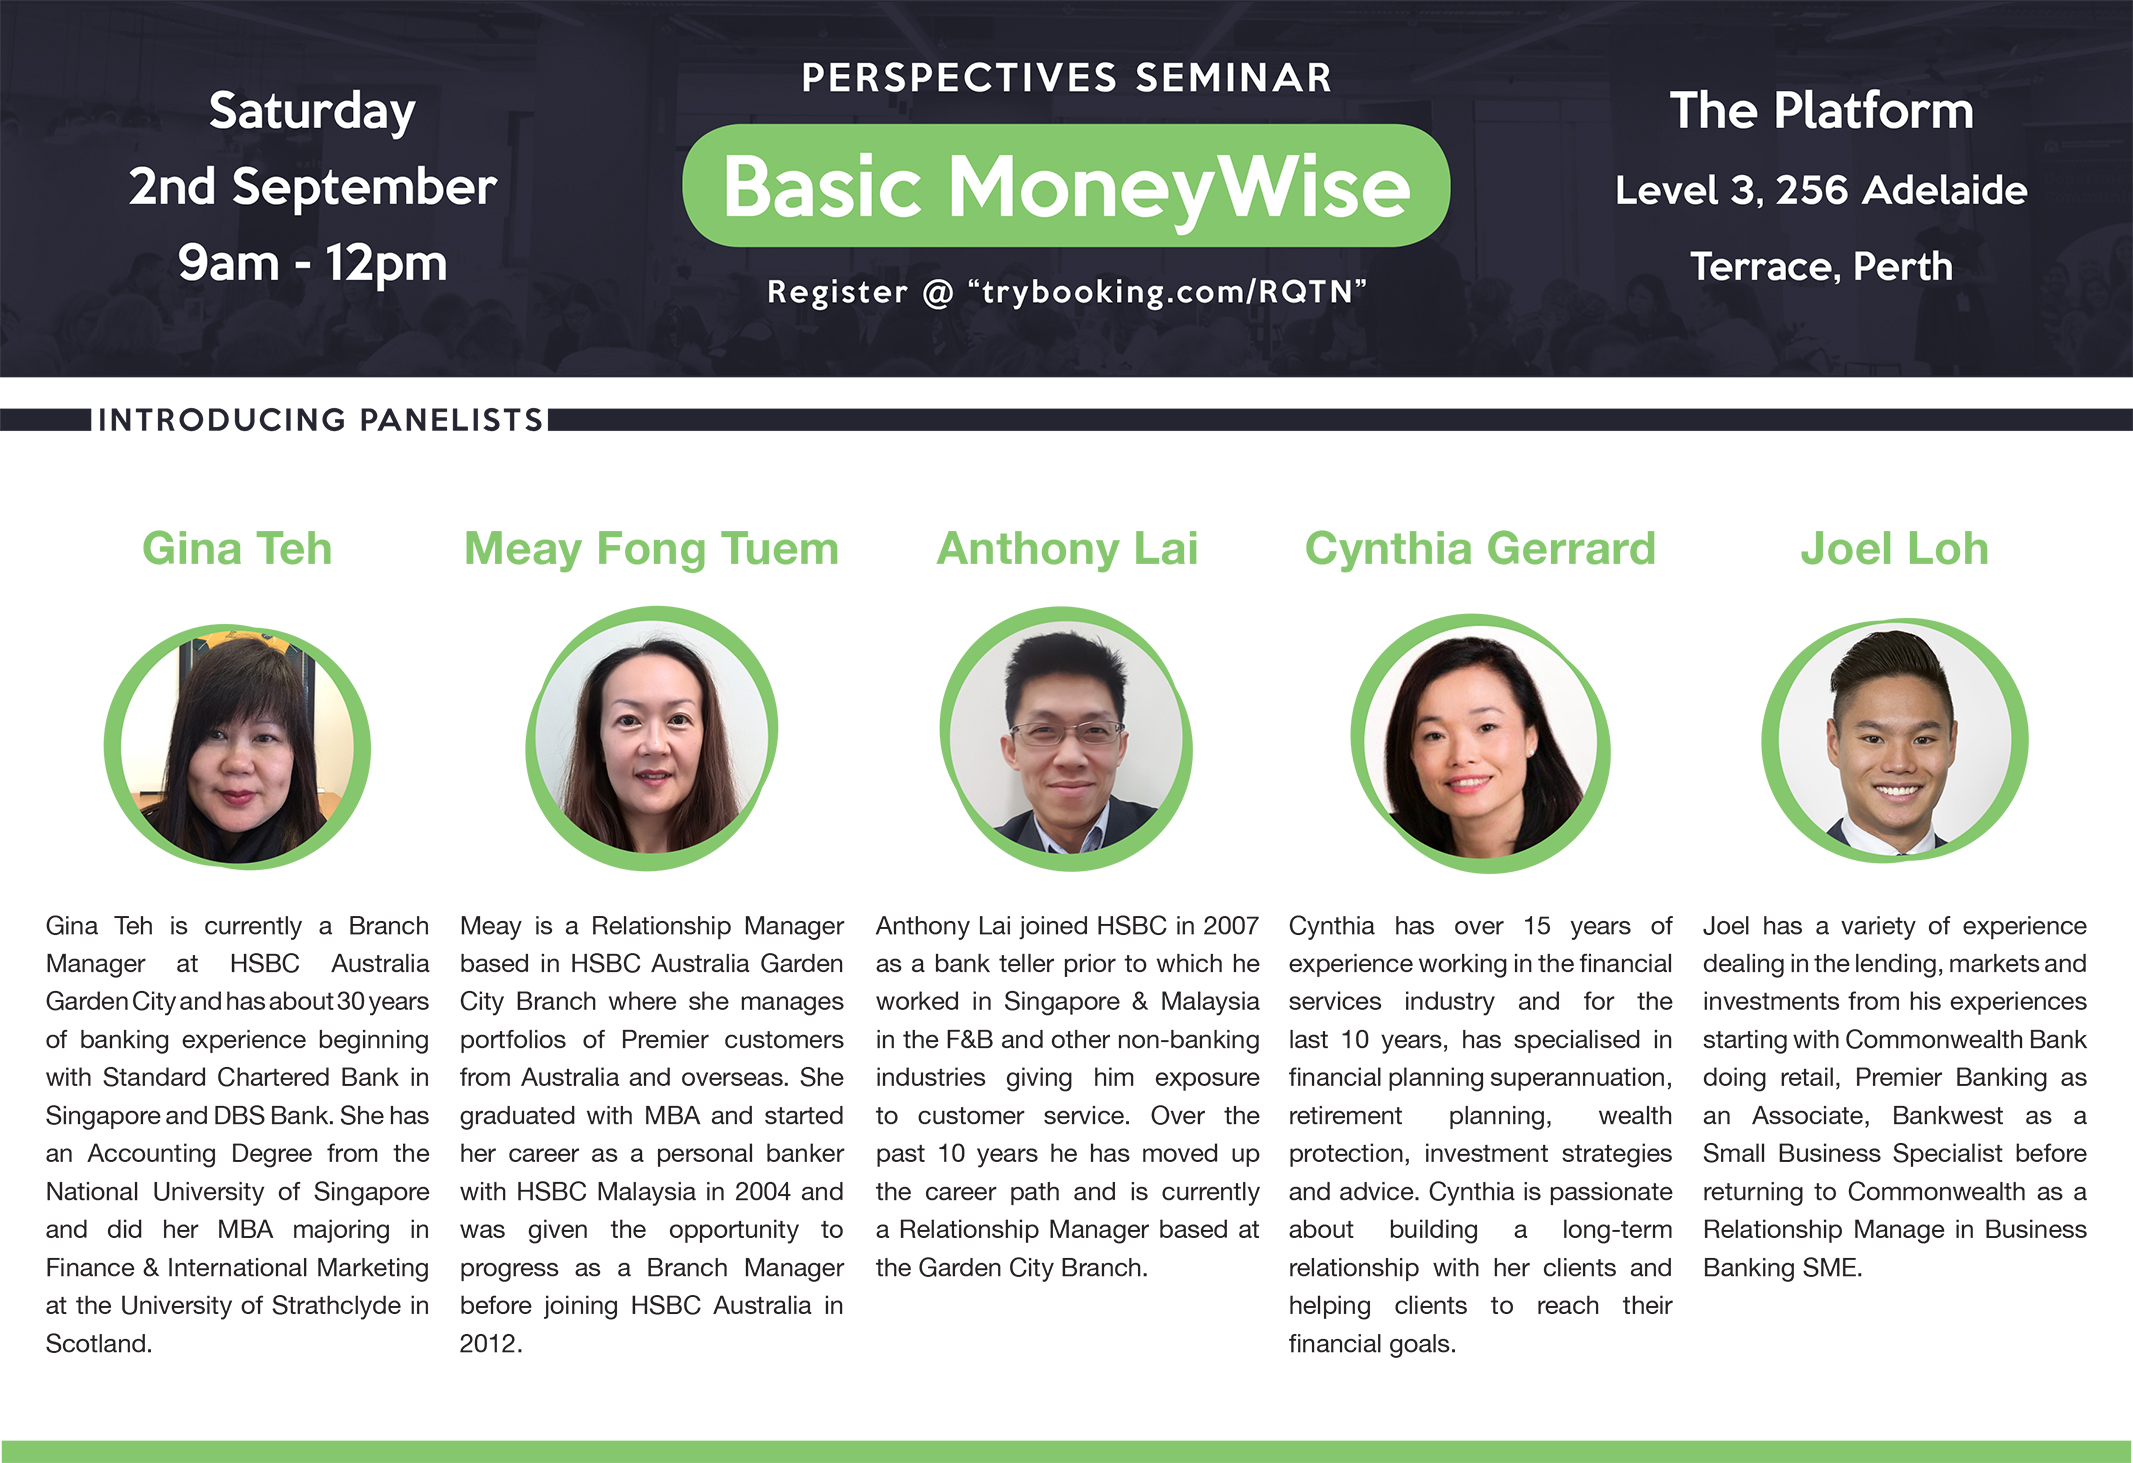 Saturday
2nd September
9am - 12pm
PERSPECTIVES SEMINAR
Basic MoneyWise
Register @ “trybooking.com/RQTN”
The Platform
Level 3, 256 Adelaide
Terrace, Perth
INTRODUCING PANELISTS
Gina Teh
Gina Teh is currently a Branch
Manager at HSBC Australia
Garden City and has about 30 years
of banking experience beginning
with Standard Chartered Bank in
Singapore and DBS Bank. She has
an Accounting Degree from the
National University of Singapore
and did her MBA majoring in
Finance & International Marketing
at the University of Strathclyde in
Scotland.
Meay Fong Tuem
Meay is a Relationship Manager
based in HSBC Australia Garden
City Branch where she manages
portfolios of Premier customers
from Australia and overseas. She
graduated with MBA and started
her career as a personal banker
with HSBC Malaysia in 2004 and
was given the opportunity to
progress as a Branch Manager
before joining HSBC Australia in
2012.
Anthony Lai
Anthony Lai joined HSBC in 2007
as a bank teller prior to which he
worked in Singapore & Malaysia
in the F&B and other non-banking
industries giving him exposure
to customer service. Over the
past 10 years he has moved up
the career path and is currently
a Relationship Manager based at
the Garden City Branch.
Cynthia Gerrard
Cynthia has over 15 years of
experience working in the financial
services industry and for the
last 10 years, has specialised in
financial planning superannuation,
retirement planning, wealth
protection, investment strategies
and advice. Cynthia is passionate
about building a long-term
relationship with her clients and
helping clients to reach their
financial goals.
Joel Loh
Joel has a variety of experience
dealing in the lending, markets and
investments from his experiences
starting with Commonwealth Bank
doing retail, Premier Banking as
an Associate, Bankwest as a
Small Business Specialist before
returning to Commonwealth as a
Relationship Manage in Business
Banking SME.